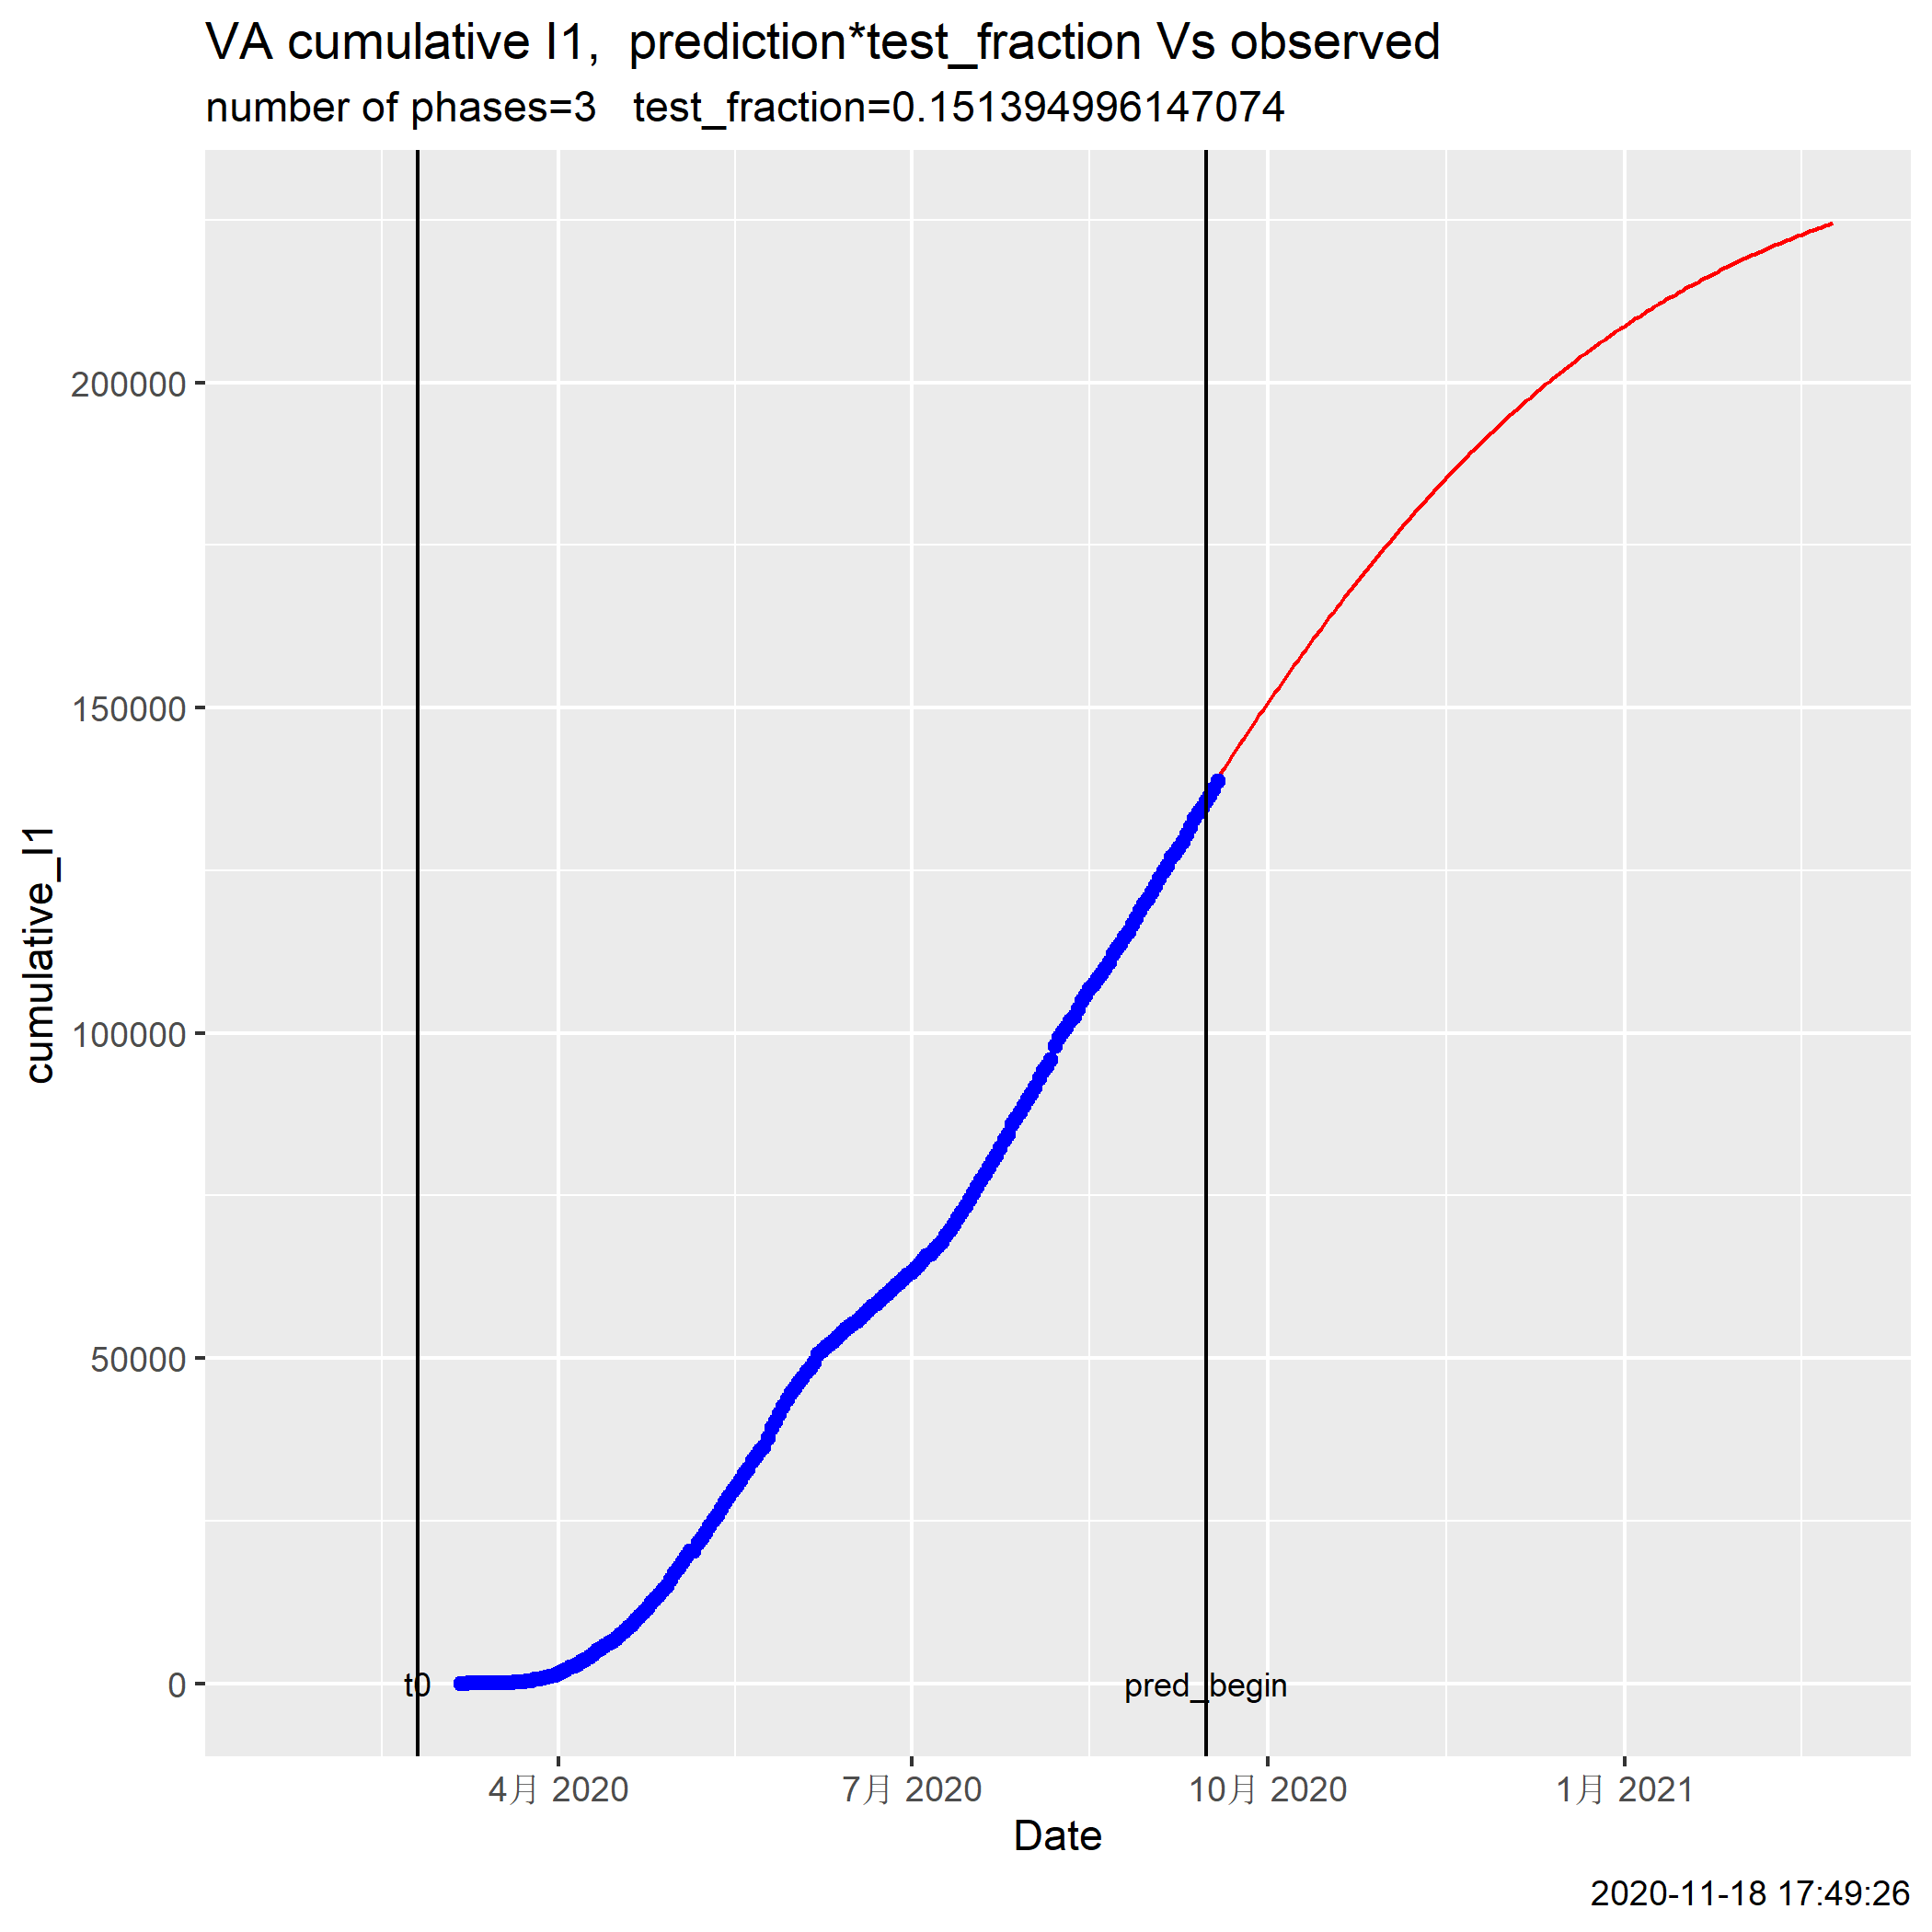 VA cumulative I1,  prediction*test_fraction Vs observed
number of phases=3   test_fraction=0.151394996147074
cumulative_I1
200000
150000
100000
50000
0
t0
pred_begin
4月 2020
7月 2020
10月 2020
1月 2021
Date
2020-11-18 17:49:26